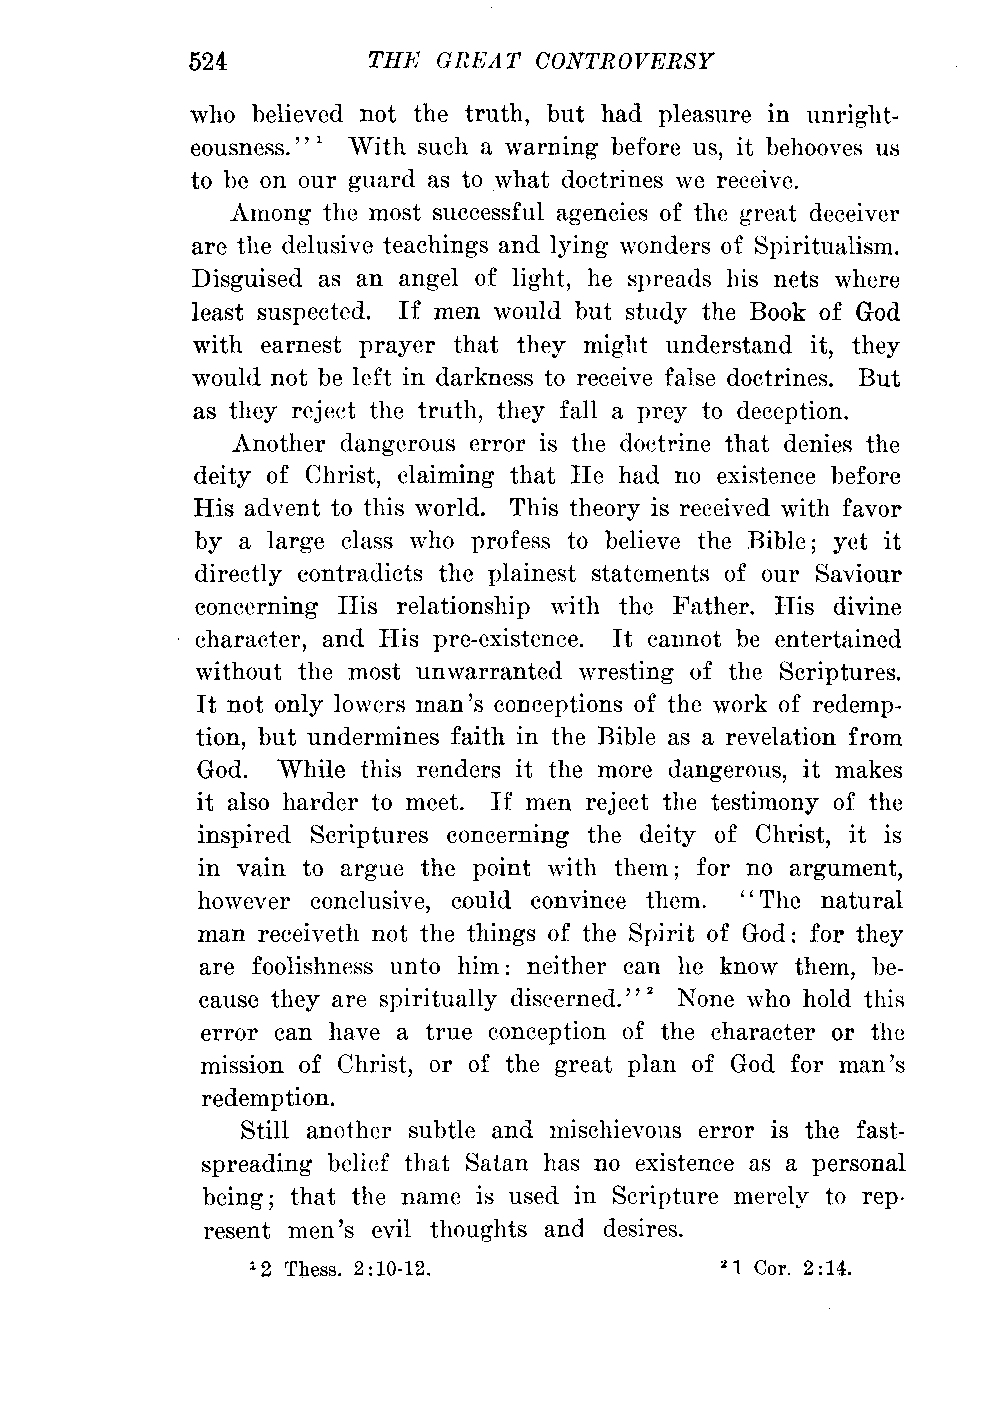 524 THE GREAT CONTROVERSY
who believed not the truth, but had pleasure in unright-
eousness."¹ With such a warning before us, it behooves us
to be on our guard as to what doctrines we receive.
Among the most successful agencies of the great deceiver
are the delusive teachings and lying wonders of Spiritualism.
Disguised as an angel of light, he spreads his nets where
least suspected. If men would but study the Book of God
with earnest prayer that they might understand it, they
would not be left in darkness to receive false doctrines. But
as they reject the truth, they fall a prey to deception.
Another dangerous error is the doctrine that denies the
deity of Christ, claiming that He had no existence before
His advent to this world. This theory is received with favor
by a large class who profess to believe the Bible; yet it
directly contradicts the plainest statements of our Saviour
concerning His relationship with the Father. His divine
character, and His pre-existence. It cannot be entertained
without the most unwarranted wresting of the Scriptures.
It not only lowers man's conceptions of the work of redemp-
tion, but undermines faith in the Bible as a revelation from
God. While this renders it the more dangerous, it makes
it also harder to meet. If men reject the testimony of the
inspired Scriptures concerning the deity of Christ, it is
in vain to argue the point with them; for no argument,
however conclusive, could convince them. "The natural
man receiveth not the things of the Spirit of God: for they
are foolishness unto him: neither can he know them, be-
cause they are spiritually discerned."² None who hold this
error can have a true conception of the character or the
mission of Christ, or of the great plan of God for man's
redemption.
Still another subtle and mischievous error is the fast-
spreading belief that Satan has no existence as a personal
being; that the name is used in Scripture merely to rep-
resent men's evil thoughts and desires.
¹2 Thess. 2:10-12. ²1 Cor. 2:14.